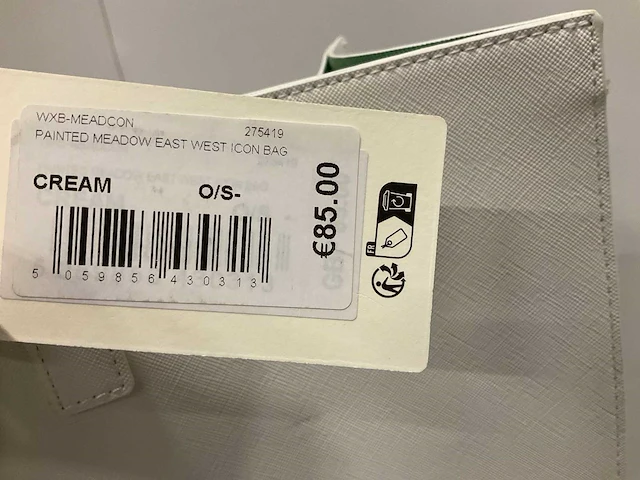 WXB-MEADCON 275419
PAINTED MEADOW EAST WEST ICON BAG
CREAM O/S-
€85.00
5 059856 430313
FR